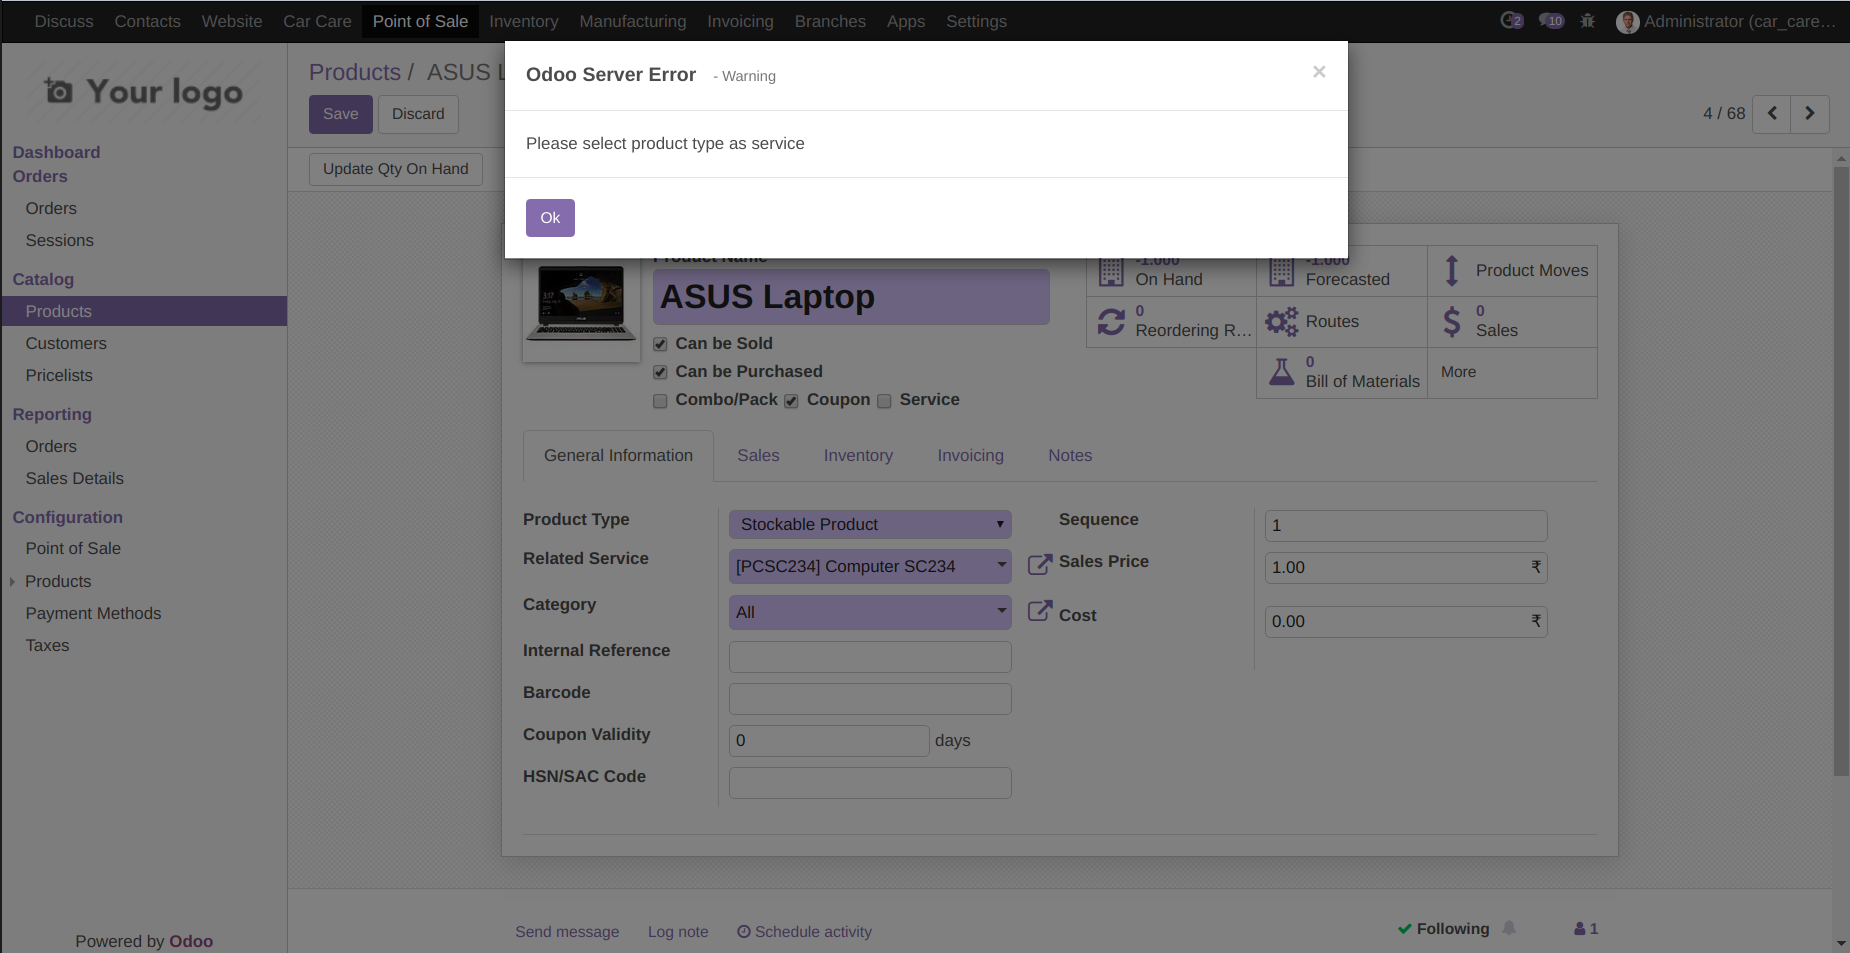 Discuss Contacts Website Car Care Point of Sale Inventory Manufacturing Invoicing Branches Apps Settings 2 10 Administrator (car_care…
Your logo
Products / ASUS L
Odoo Server Error - Warning ×
Save Discard
4 / 68
Please select product type as service
Update Qty On Hand
Ok
Dashboard
Orders
Orders
Sessions
Catalog
Products
Customers
Pricelists
Reporting
Orders
Sales Details
Configuration
Point of Sale
Products
Payment Methods
Taxes
Powered by Odoo
Product Name
ASUS Laptop
Can be Sold
Can be Purchased
Combo/Pack Coupon Service
-1.000
On Hand
-1.000
Forecasted
Product Moves
0
Reordering R...
Routes
0
Sales
0
Bill of Materials
More
General Information Sales Inventory Invoicing Notes
Product Type Stockable Product
Related Service [PCSC234] Computer SC234
Category All
Internal Reference
Barcode
Coupon Validity 0 days
HSN/SAC Code
Sequence 1
Sales Price 1.00 ₹
Cost 0.00 ₹
Send message Log note Schedule activity
Following 1